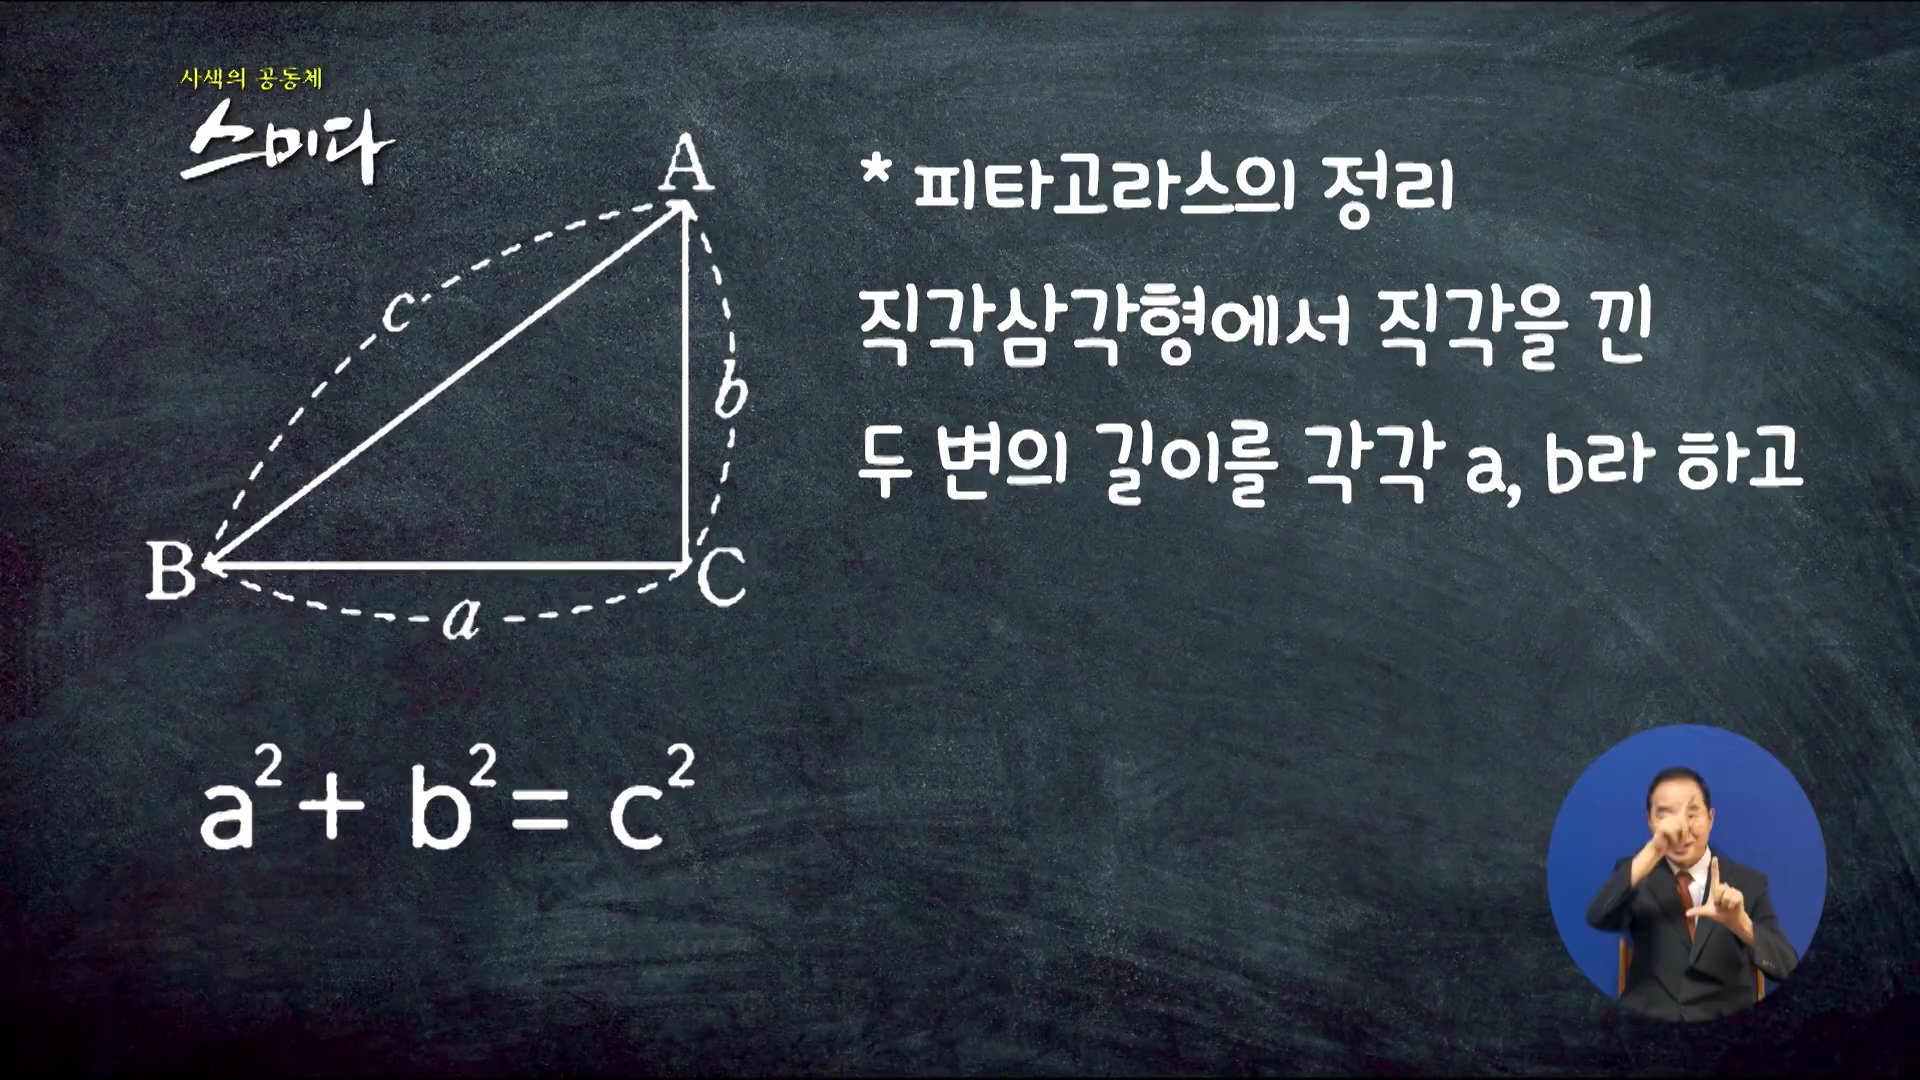 사색의 공동체
스미다
A
c
b
B
C
a
* 피타고라스의 정리
직각삼각형에서 직각을 낀
두 변의 길이를 각각 a, b라 하고
a² + b² = c²